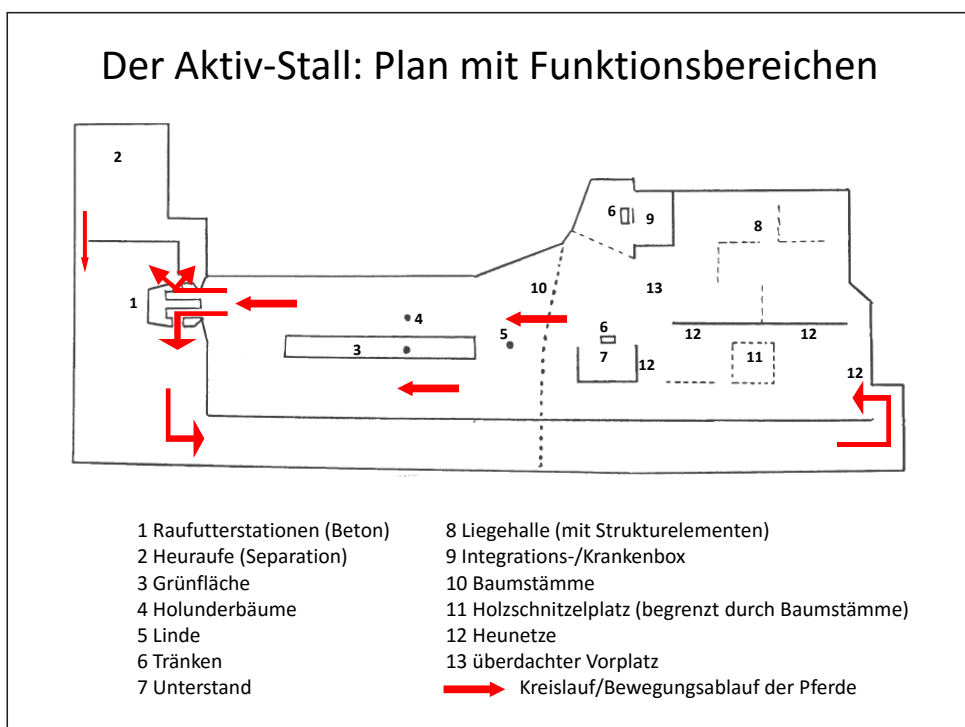 Der Aktiv-Stall: Plan mit Funktionsbereichen
2
6
9
8
1
10
13
4
5
3
6
7
12
12
11
12
12
1 Raufutterstationen (Beton)
2 Heuraufe (Separation)
3 Grünfläche
4 Holunderbäume
5 Linde
6 Tränken
7 Unterstand
8 Liegehalle (mit Strukturelementen)
9 Integrations-/Krankenbox
10 Baumstämme
11 Holzschnitzelplatz (begrenzt durch Baumstämme)
12 Heunetze
13 überdachter Vorplatz
Kreislauf/Bewegungsablauf der Pferde